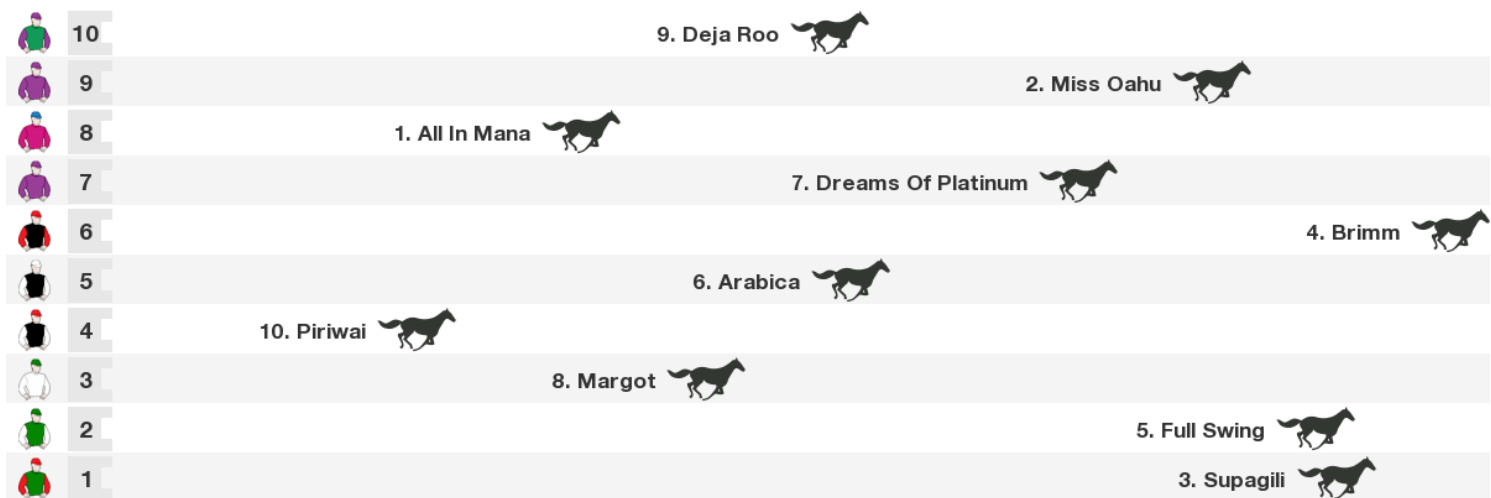 10 9. Deja Roo
9 2. Miss Oahu
8 1. All In Mana
7 7. Dreams Of Platinum
6 4. Brimm
5 6. Arabica
4 10. Piriwai
3 8. Margot
2 5. Full Swing
1 3. Supagili